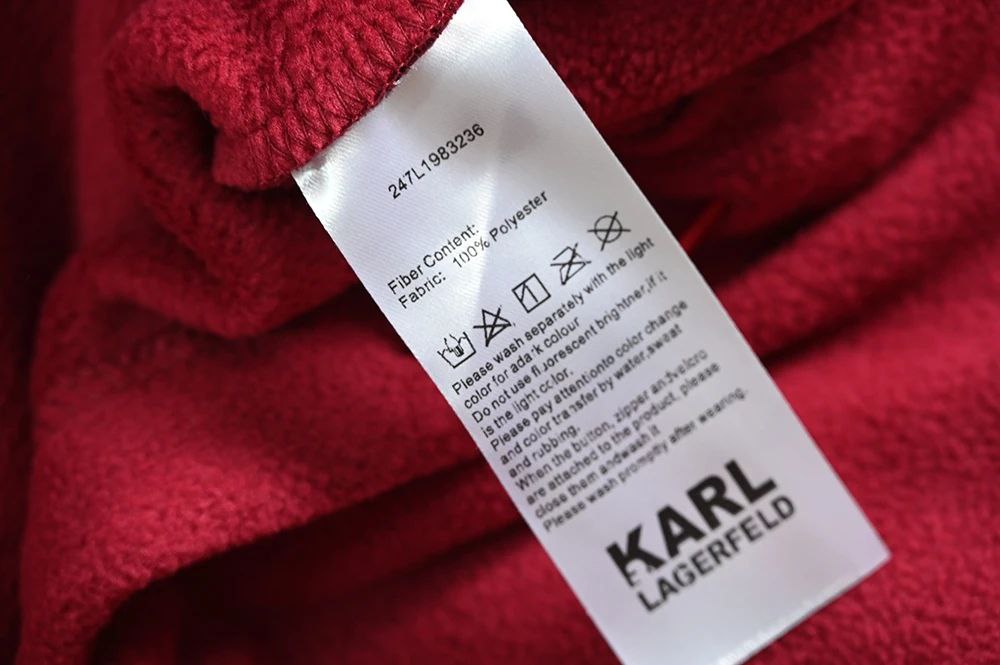 247L1983236
Fiber Content:
Fabric: 100% Polyester
Please wash separately with the light
color for adark colour
Do not use fluorescent brightner,if it
is the light color.
Please pay attentionto color change
and color transfer by water,sweat
and rubbing.
When the button, zipper and velcro
are attached to the product, please
close them andwash it
Please wash promptly after wearing.
KARL
LAGERFELD